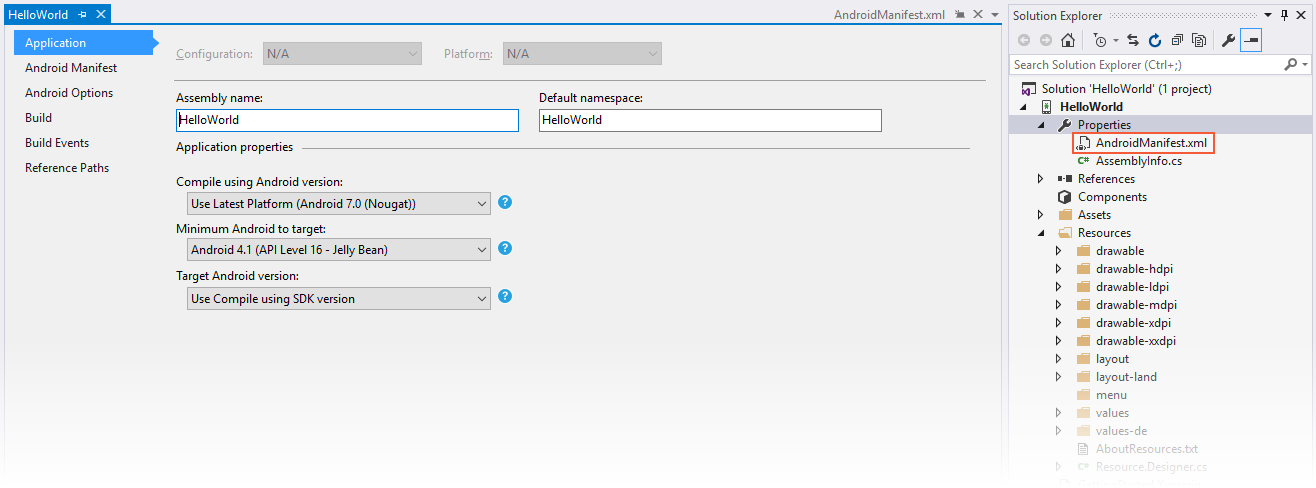 HelloWorld
AndroidManifest.xml
Application
Android Manifest
Android Options
Build
Build Events
Reference Paths
Configuration: N/A Platform: N/A
Assembly name: Default namespace:
HelloWorld HelloWorld
Application properties
Compile using Android version:
Use Latest Platform (Android 7.0 (Nougat))
?
Minimum Android to target:
Android 4.1 (API Level 16 - Jelly Bean)
?
Target Android version:
Use Compile using SDK version
?
Solution Explorer
Search Solution Explorer (Ctrl+;)
Solution 'HelloWorld' (1 project)
HelloWorld
Properties
AndroidManifest.xml
C# AssemblyInfo.cs
References
Components
Assets
Resources
drawable
drawable-hdpi
drawable-ldpi
drawable-mdpi
drawable-xdpi
drawable-xxdpi
layout
layout-land
menu
values
values-de
AboutResources.txt
C# Resource.Designer.cs